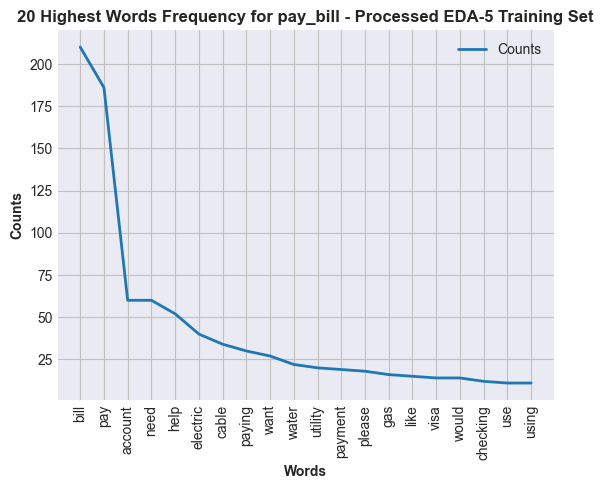 20 Highest Words Frequency for pay_bill - Processed EDA-5 Training Set
Counts
200
175
150
125
100
75
50
25
Counts
bill
pay
account
need
help
electric
cable
paying
want
water
utility
payment
please
gas
like
visa
would
checking
use
using
Words